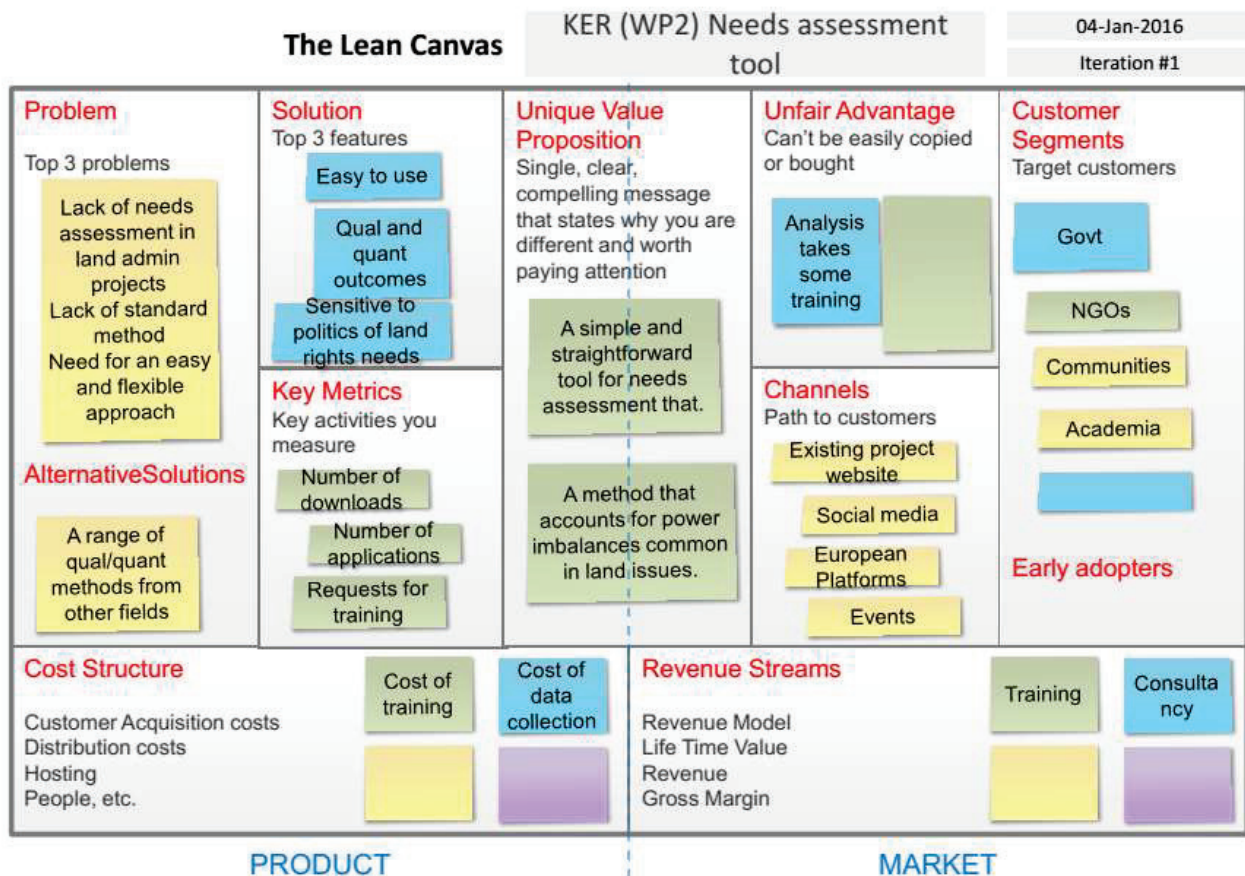 The Lean Canvas
KER (WP2) Needs assessment
tool
04-Jan-2016
Iteration #1
Problem
Top 3 problems
Lack of needs
assessment in
land admin
projects
Lack of standard
method
Need for an easy
and flexible
approach
AlternativeSolutions
A range of
qual/quant
methods from
other fields
Solution
Top 3 features
Easy to use
Qual and
quant
outcomes
Sensitive to
politics of land
rights needs
Key Metrics
Key activities you
measure
Number of
downloads
Number of
applications
Requests for
training
Unique Value
Proposition
Single, clear,
compelling message
that states why you are
different and worth
paying attention
A simple and
straightforward
tool for needs
assessment that.
A method that
accounts for power
imbalances common
in land issues.
Unfair Advantage
Can't be easily copied
or bought
Analysis
takes
some
training
Channels
Path to customers
Existing project
website
Social media
European
Platforms
Events
Customer
Segments
Target customers
Govt
NGOs
Communities
Academia
Early adopters
Cost Structure
Customer Acquisition costs
Distribution costs
Hosting
People, etc.
Cost of
training
Cost of
data
collection
Revenue Streams
Revenue Model
Life Time Value
Revenue
Gross Margin
Training
Consulta
ncy
PRODUCT
MARKET